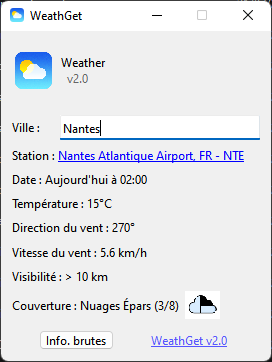 WeathGet
Weather
v2.0
Ville :
Nantes
Station : Nantes Atlantique Airport, FR - NTE
Date : Aujourd'hui à 02:00
Température : 15°C
Direction du vent : 270°
Vitesse du vent : 5.6 km/h
Visibilité : > 10 km
Couverture : Nuages Épars (3/8)
Info. brutes
WeathGet v2.0